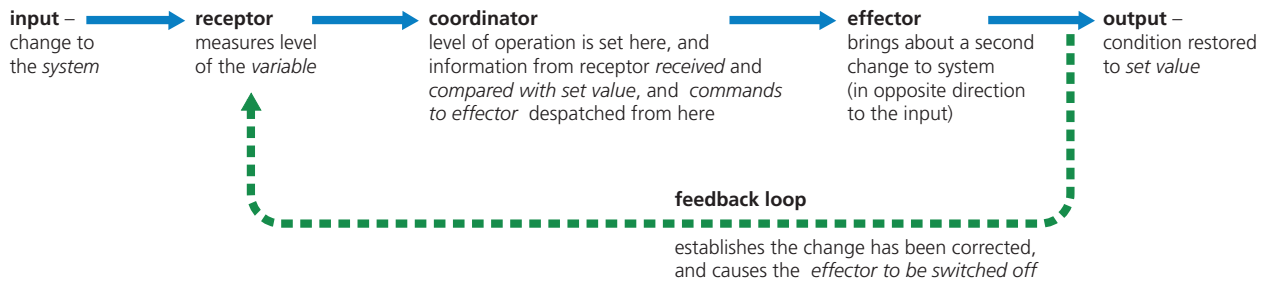 input –
change to
the system
receptor
measures level
of the variable
coordinator
level of operation is set here, and
information from receptor received and
compared with set value, and commands
to effector despatched from here
effector
brings about a second
change to system
(in opposite direction
to the input)
output –
condition restored
to set value
feedback loop
establishes the change has been corrected,
and causes the effector to be switched off